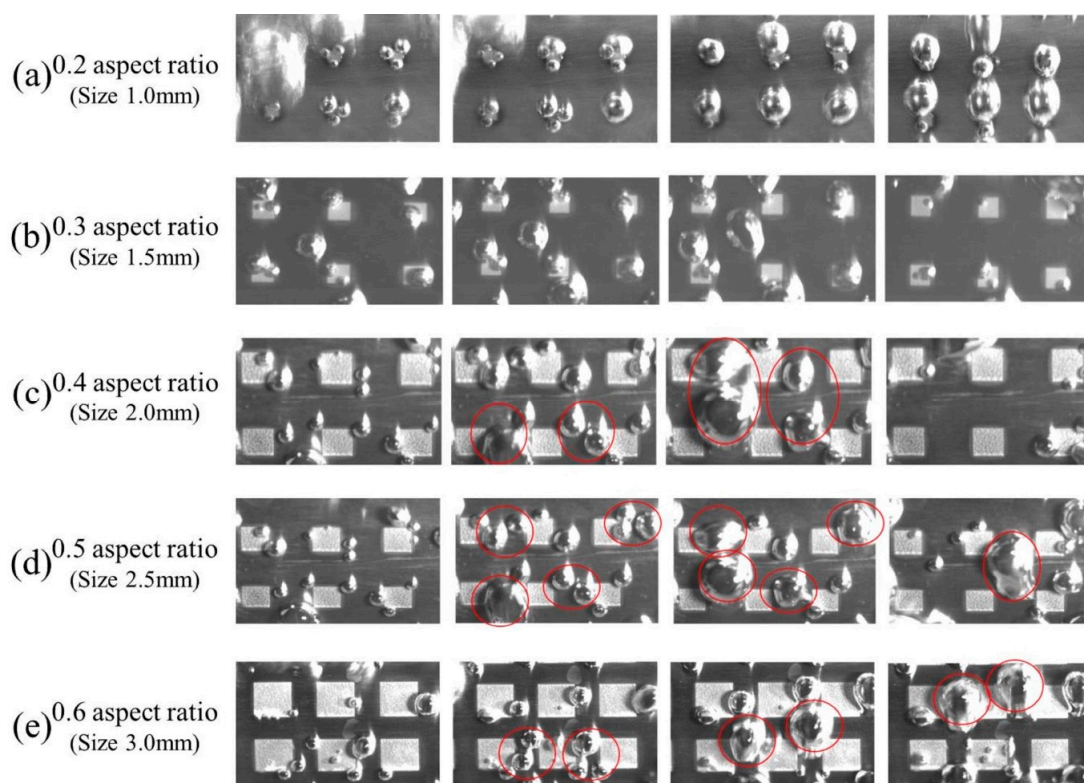 (a) 0.2 aspect ratio
(Size 1.0mm)
(b) 0.3 aspect ratio
(Size 1.5mm)
(c) 0.4 aspect ratio
(Size 2.0mm)
(d) 0.5 aspect ratio
(Size 2.5mm)
(e) 0.6 aspect ratio
(Size 3.0mm)